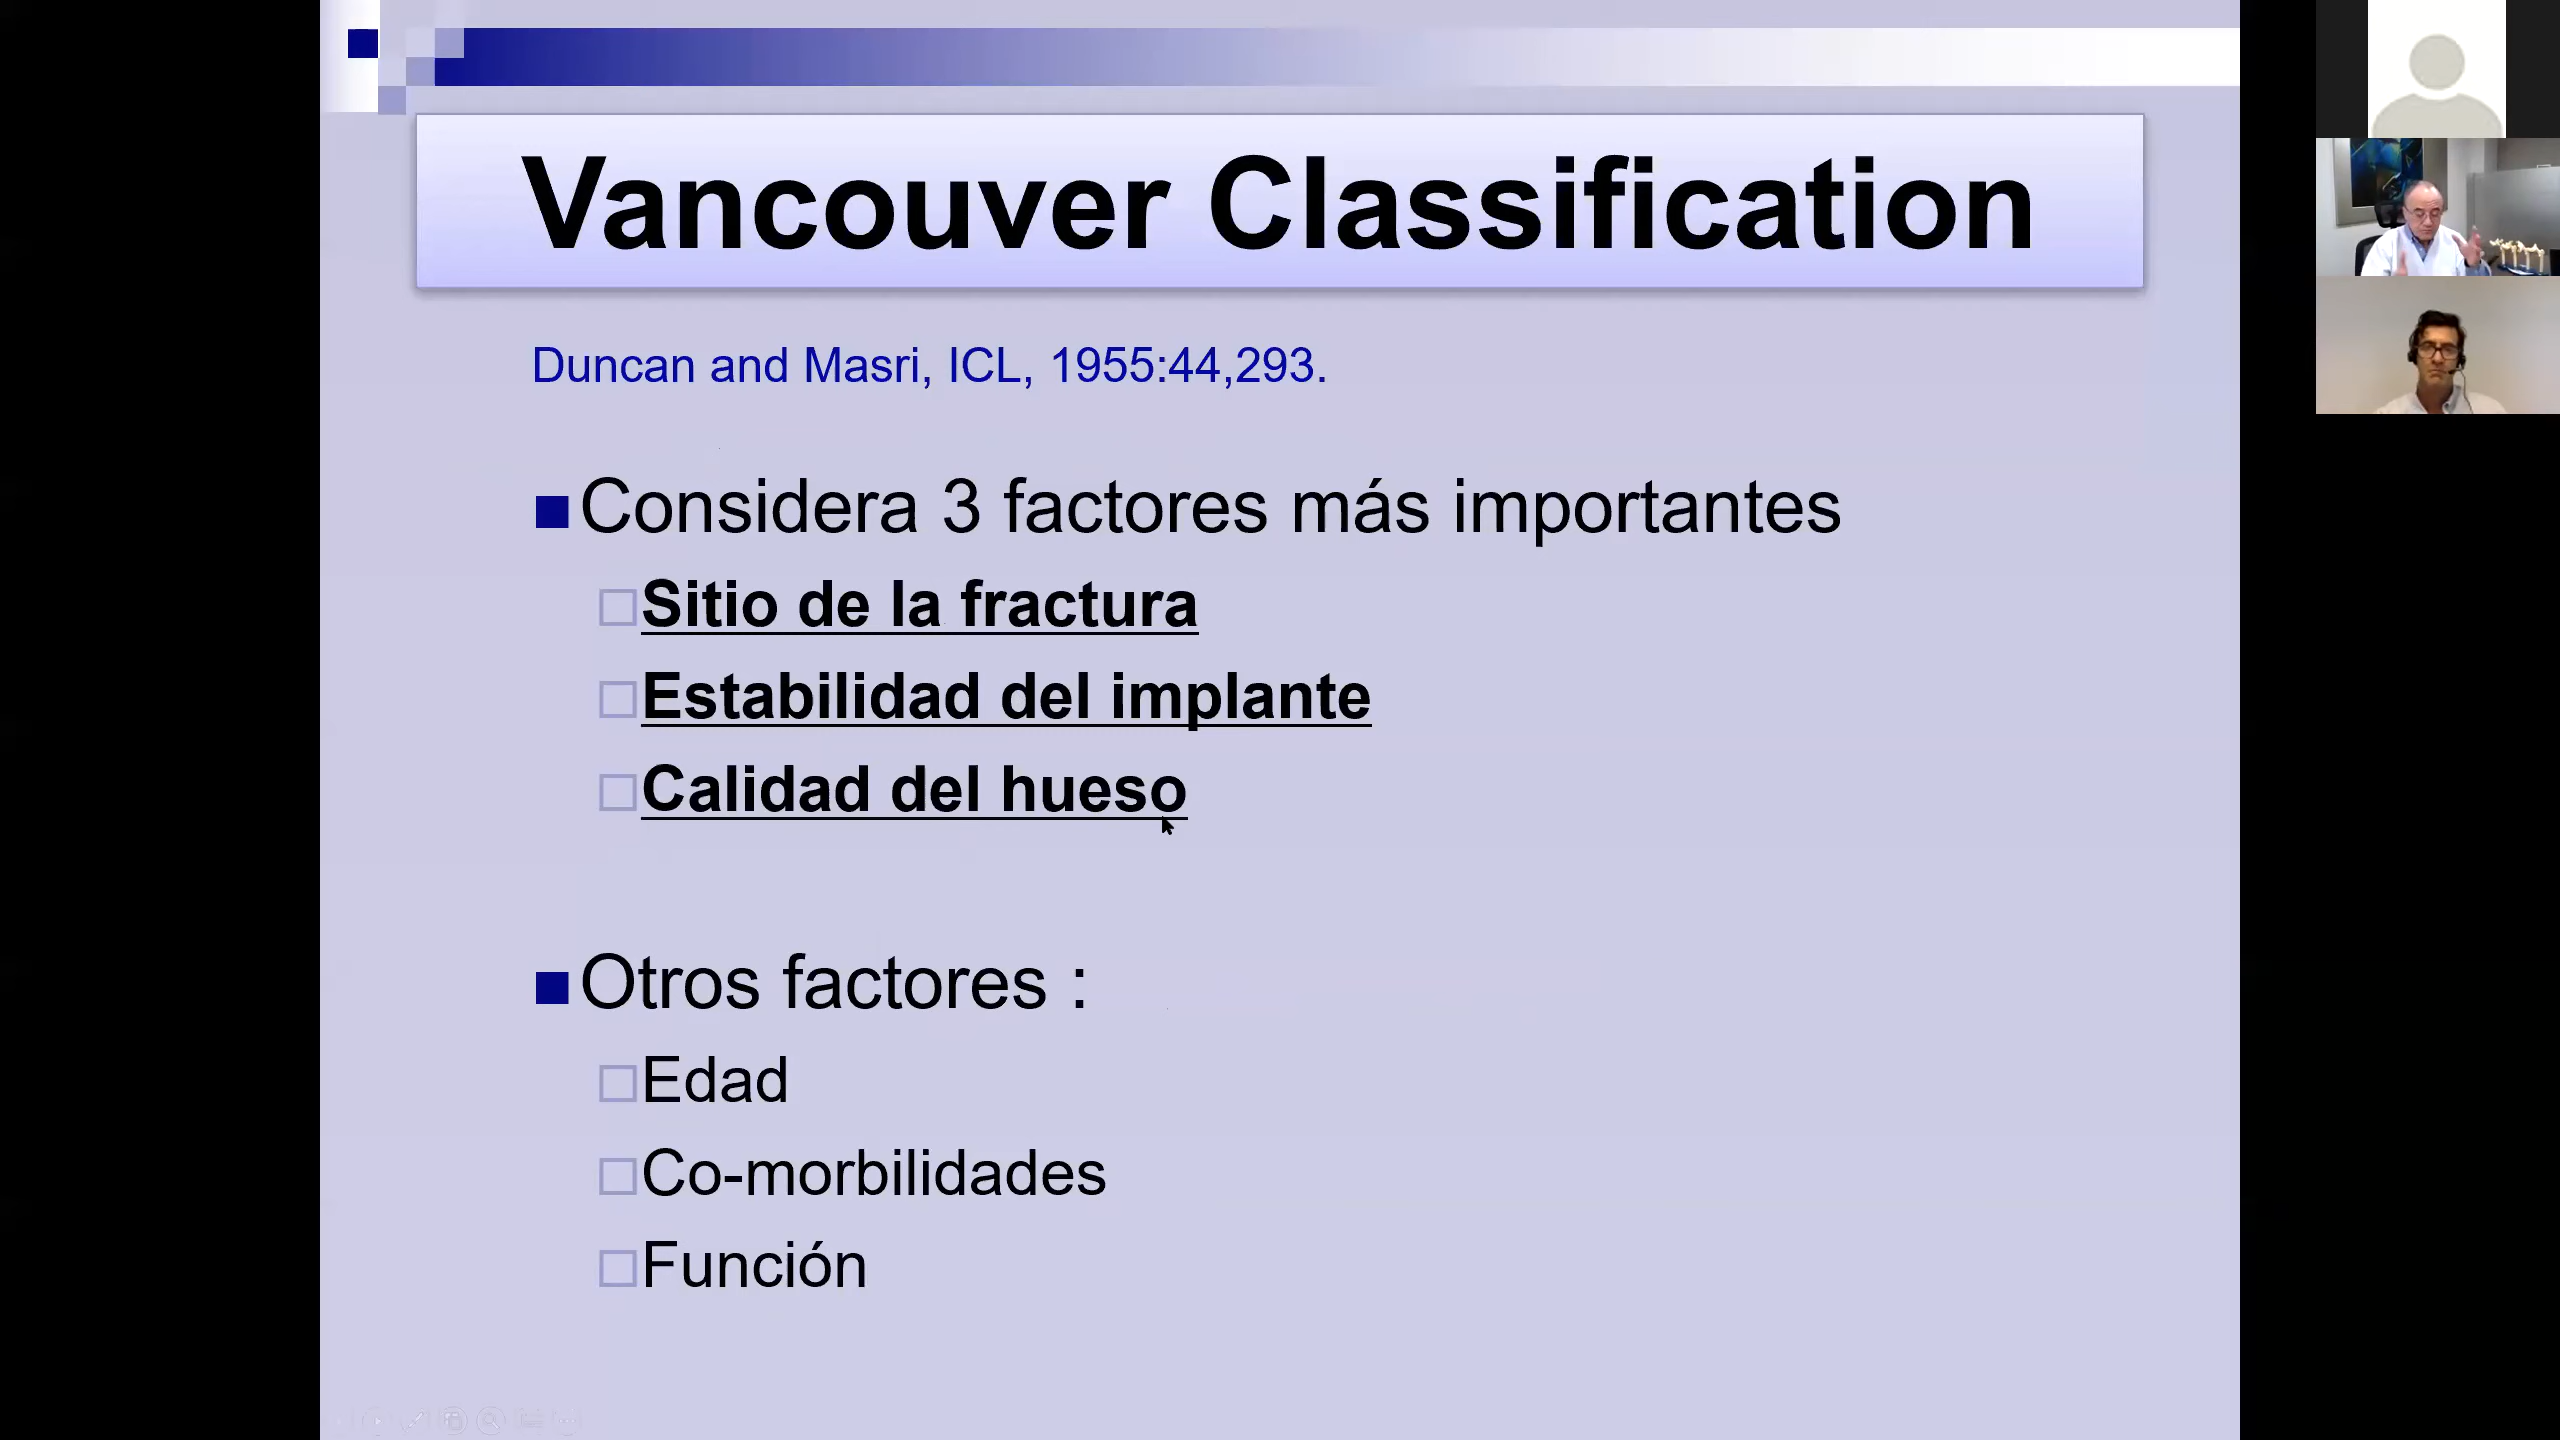 Vancouver Classification
Duncan and Masri, ICL, 1955:44,293.
Considera 3 factores más importantes
Sitio de la fractura
Estabilidad del implante
Calidad del hueso
Otros factores :
Edad
Co-morbilidades
Función